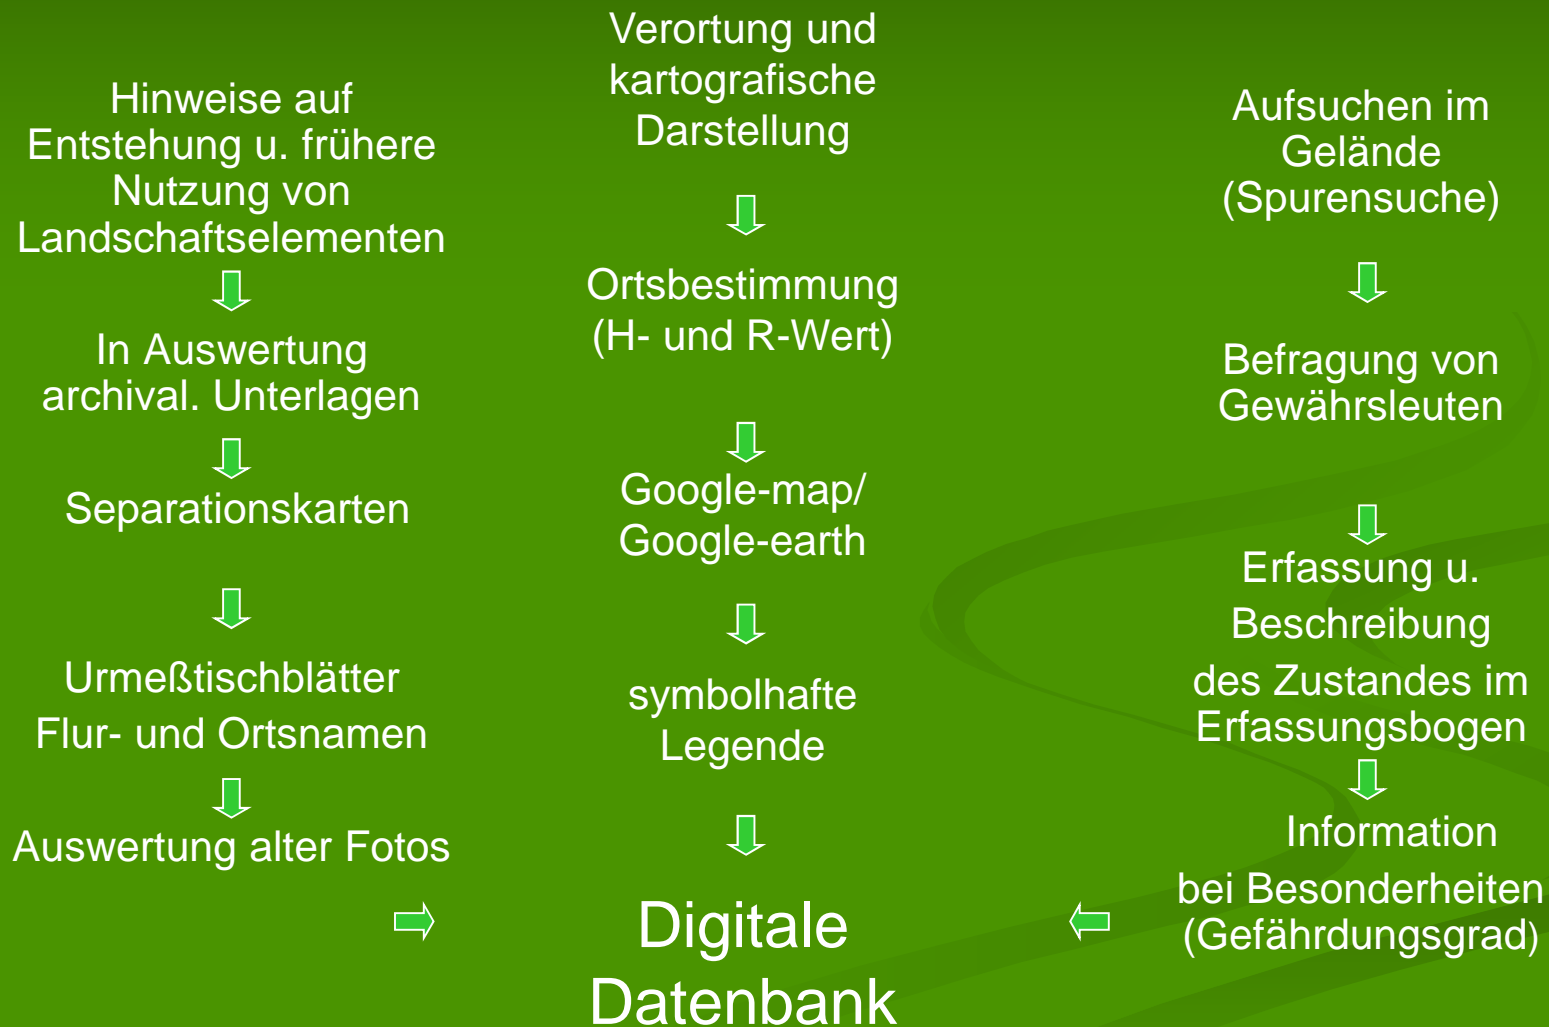 Hinweise auf
Entstehung u. frühere
Nutzung von
Landschaftselementen
In Auswertung
archival. Unterlagen
Separationskarten
Urmeßtischblätter
Flur- und Ortsnamen
Auswertung alter Fotos
Verortung und
kartografische
Darstellung
Ortsbestimmung
(H- und R-Wert)
Google-map/
Google-earth
symbolhafte
Legende
Digitale
Datenbank
Aufsuchen im
Gelände
(Spurensuche)
Befragung von
Gewährsleuten
Erfassung u.
Beschreibung
des Zustandes im
Erfassungsbogen
Information
bei Besonderheiten
(Gefährdungsgrad)